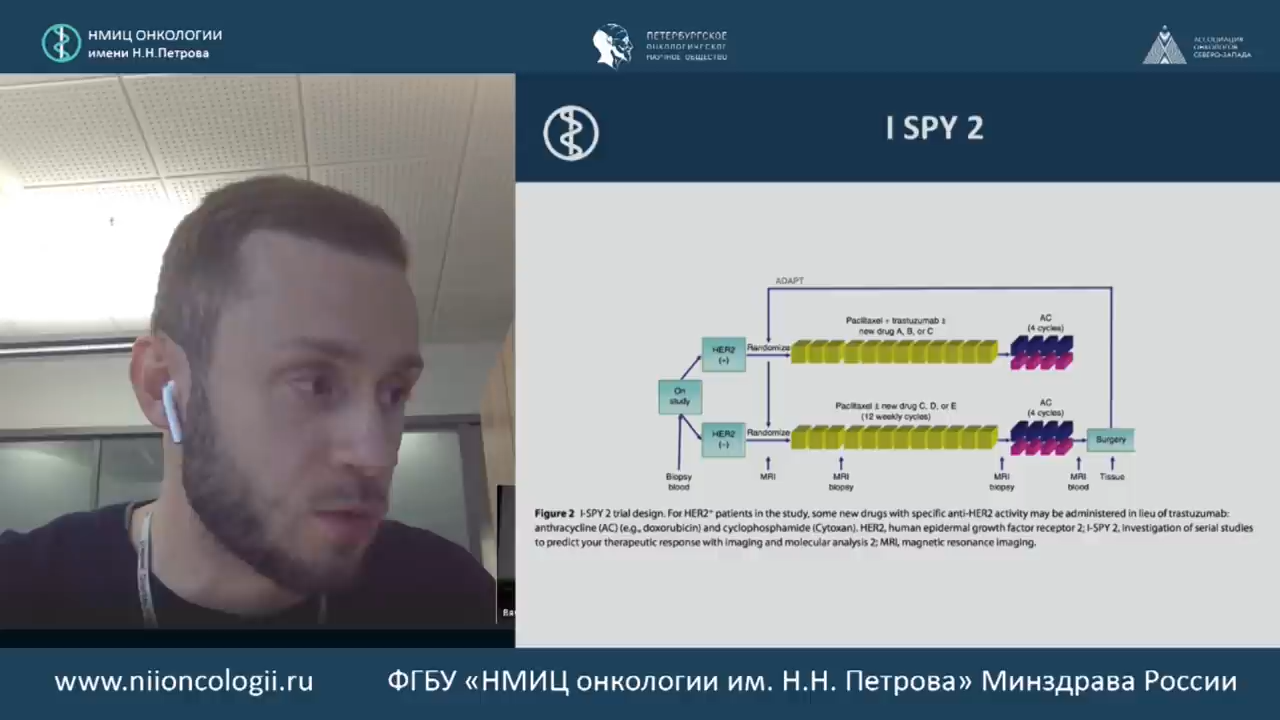 НМИЦ ОНКОЛОГИИ
имени Н.Н.Петрова
ПЕТЕРБУРГСКОЕ
ОНКОЛОГИЧЕСКОЕ
НАУЧНОЕ ОБЩЕСТВО
АССОЦИАЦИЯ
ОНКОЛОГОВ
СЕВЕРО-ЗАПАДА
I SPY 2
ADAPT
Paclitaxel + trastuzumab ±
new drug A, B, or C
AC
(4 cycles)
HER2
(+)
Randomize
On
study
Paclitaxel ± new drug C, D, or E
(12 weekly cycles)
AC
(4 cycles)
HER2
(–)
Randomize
Surgery
Biopsy
blood
MRI
MRI
biopsy
MRI
biopsy
MRI
blood
Tissue
Figure 2 I-SPY 2 trial design. For HER2⁺ patients in the study, some new drugs with specific anti-HER2 activity may be administered in lieu of trastuzumab:
anthracycline (AC) (e.g., doxorubicin) and cyclophosphamide (Cytoxan). HER2, human epidermal growth factor receptor 2; I-SPY 2, investigation of serial studies
to predict your therapeutic response with imaging and molecular analysis 2; MRI, magnetic resonance imaging.
www.niioncologii.ru
ФГБУ «НМИЦ онкологии им. Н.Н. Петрова» Минздрава России